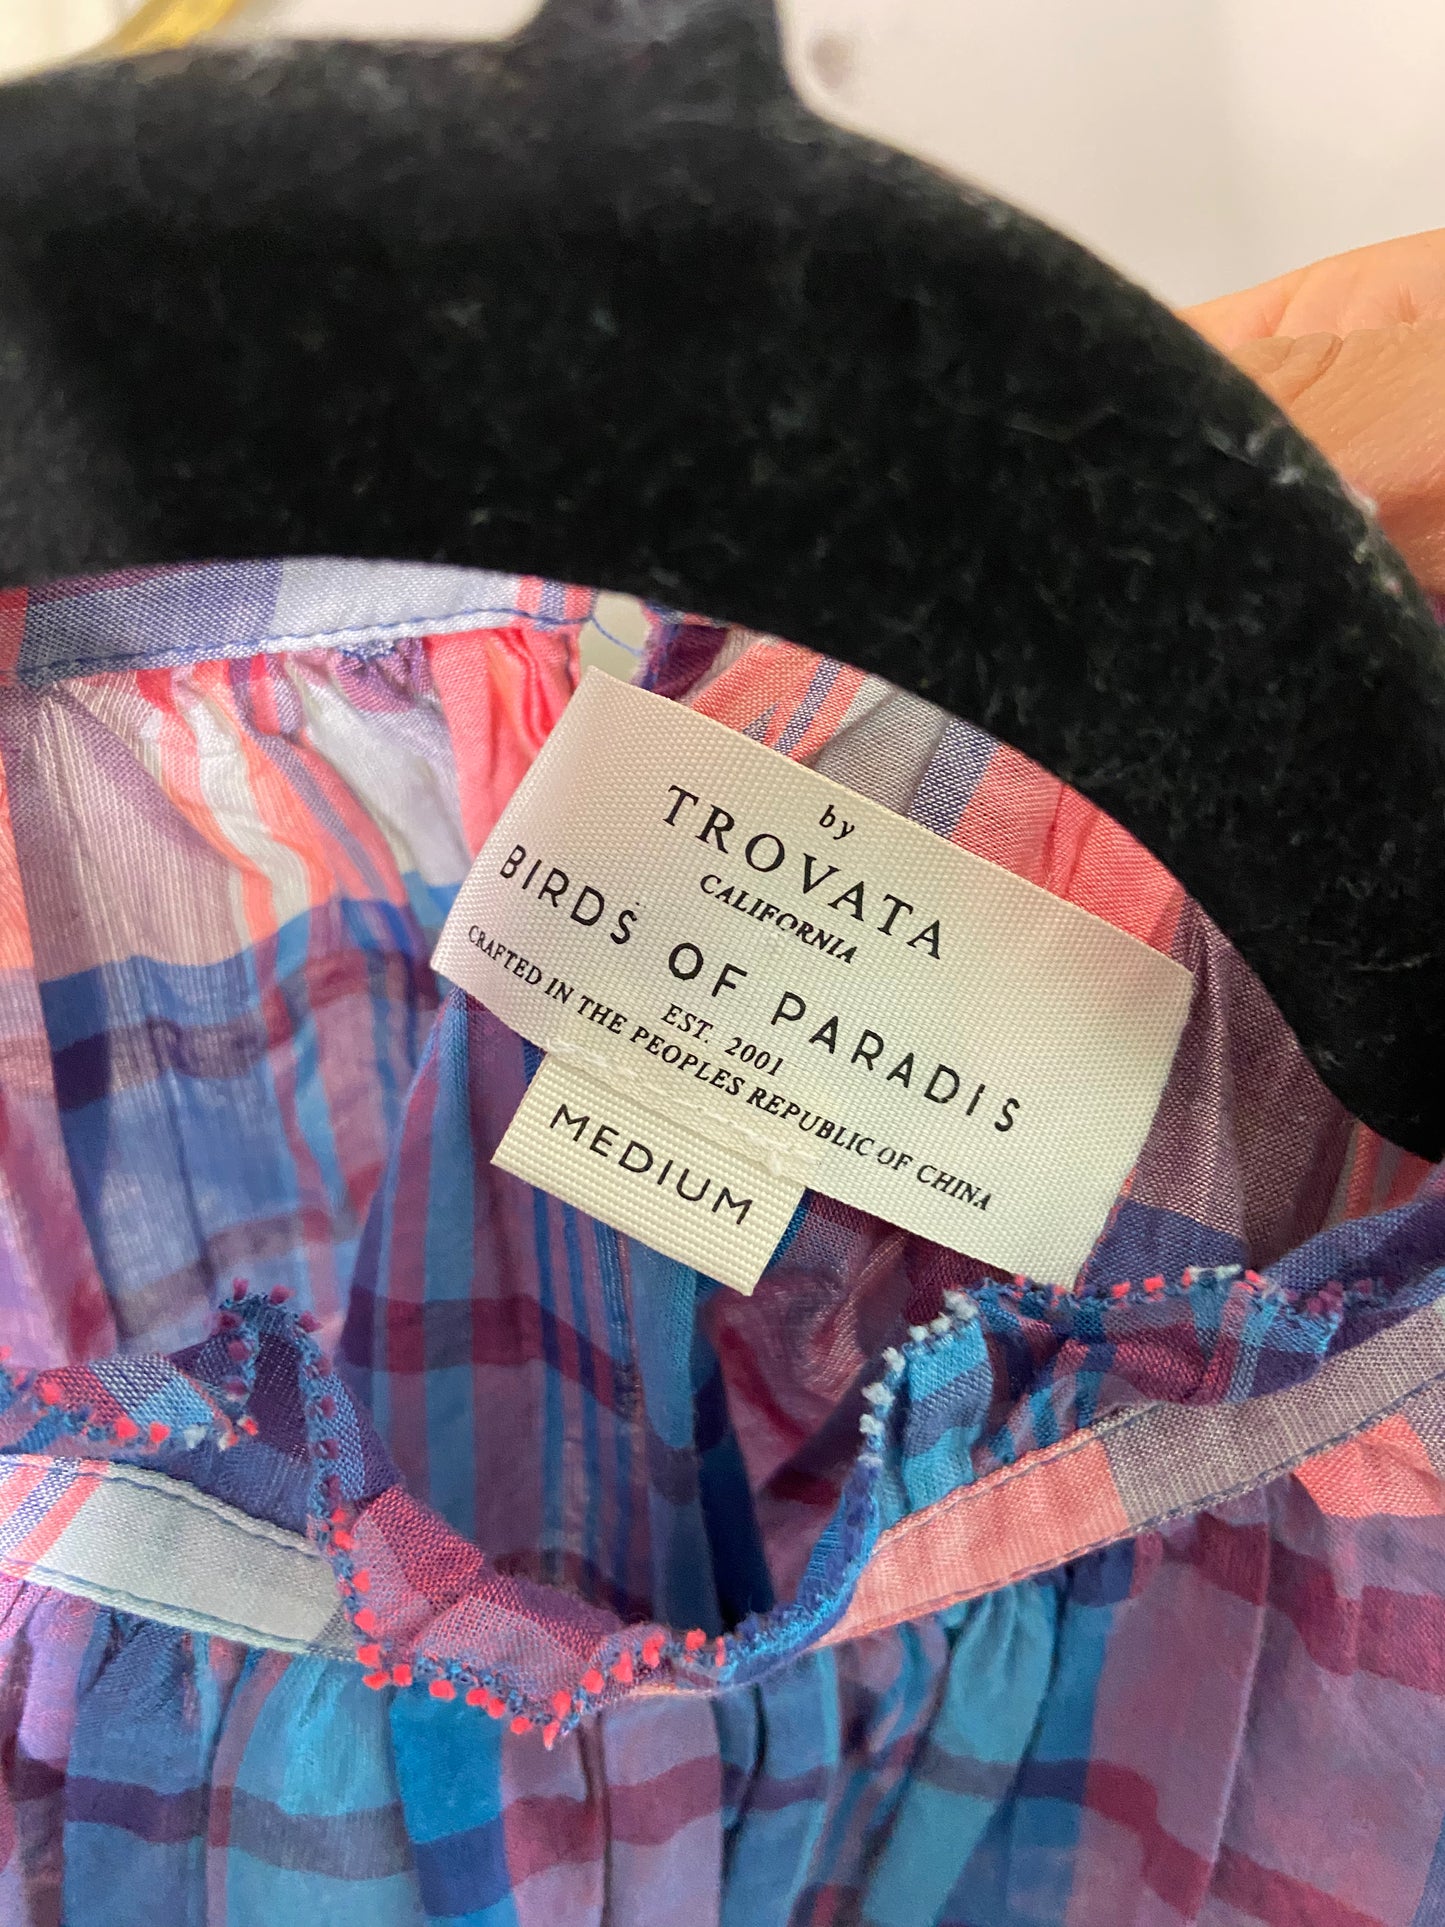 by
TROVATA
CALIFORNIA
BIRDS OF PARADIS
EST. 2001
CRAFTED IN THE PEOPLES REPUBLIC OF CHINA
MEDIUM